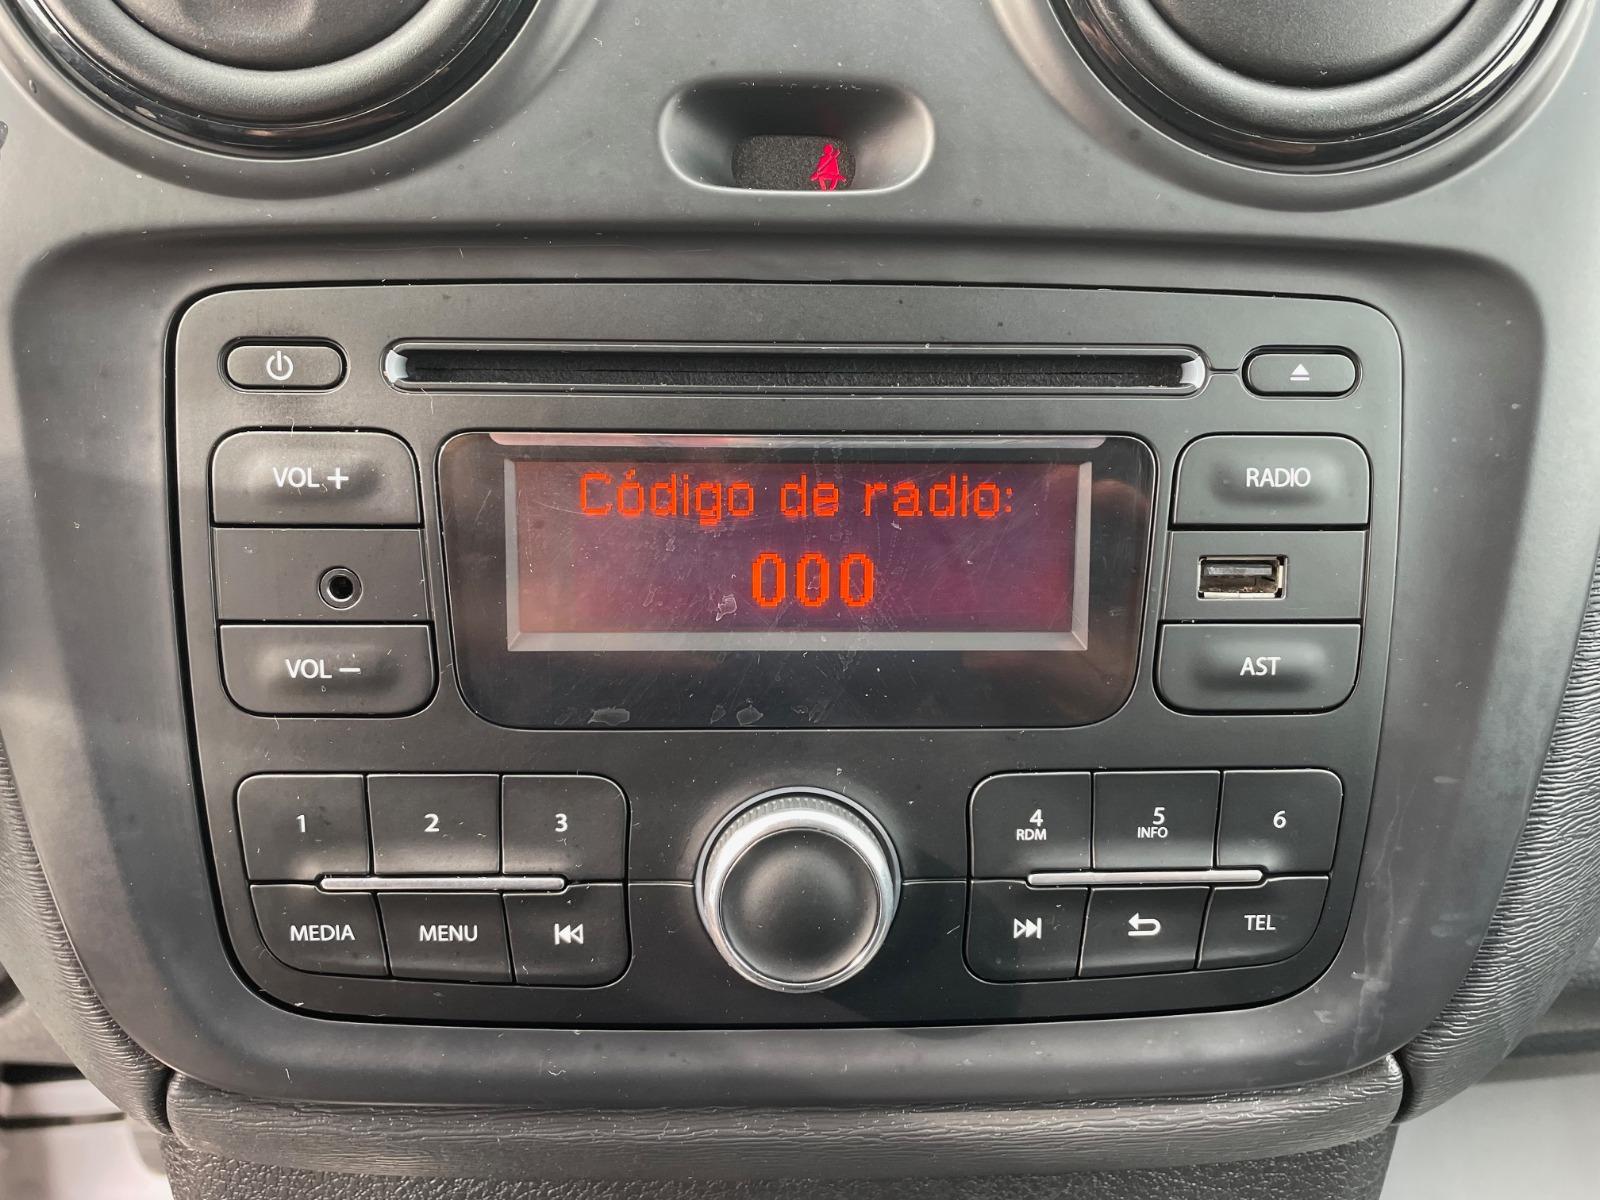 VOL +
Código de radio:
000
RADIO
VOL –
AST
1 2 3
4 RDM 5 INFO 6
MEDIA MENU
TEL